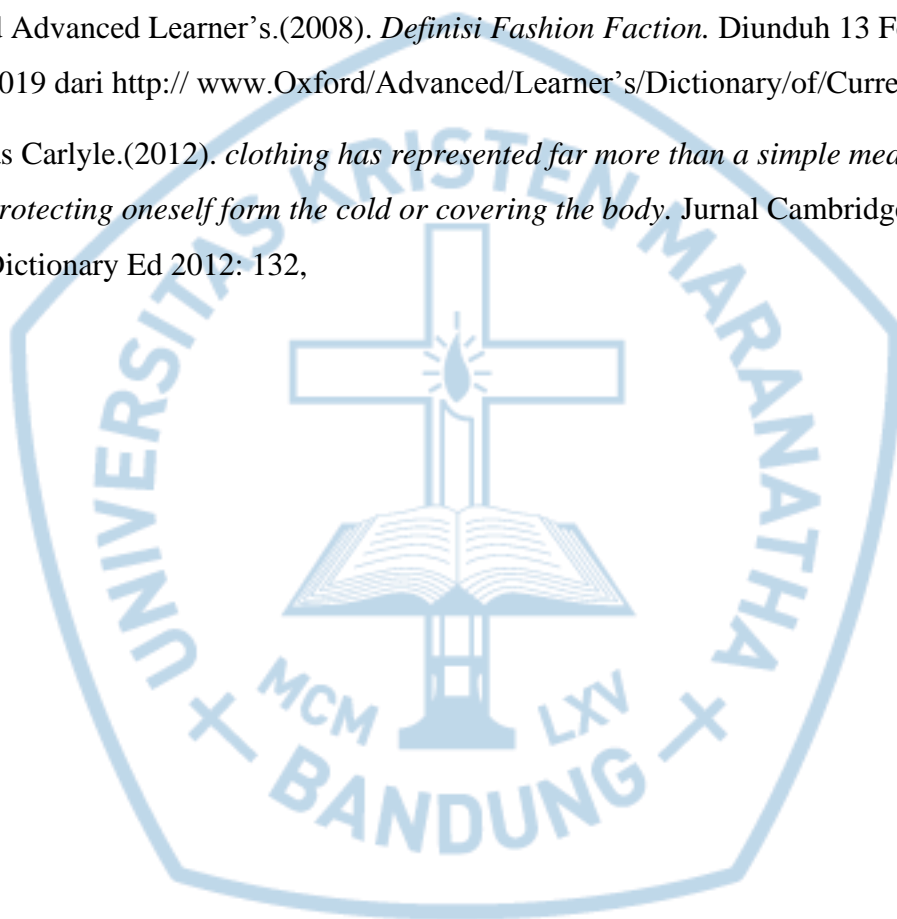 d Advanced Learner's.(2008). Definisi Fashion Faction. Diunduh 13 F
019 dari http:// www.Oxford/Advanced/Learner's/Dictionary/of/Curre
as Carlyle.(2012). clothing has represented far more than a simple mea
rotecting oneself form the cold or covering the body. Jurnal Cambridge
Dictionary Ed 2012: 132,
UNIVERSITAS KRISTEN MARANATHA
MCM LXV
BANDUNG